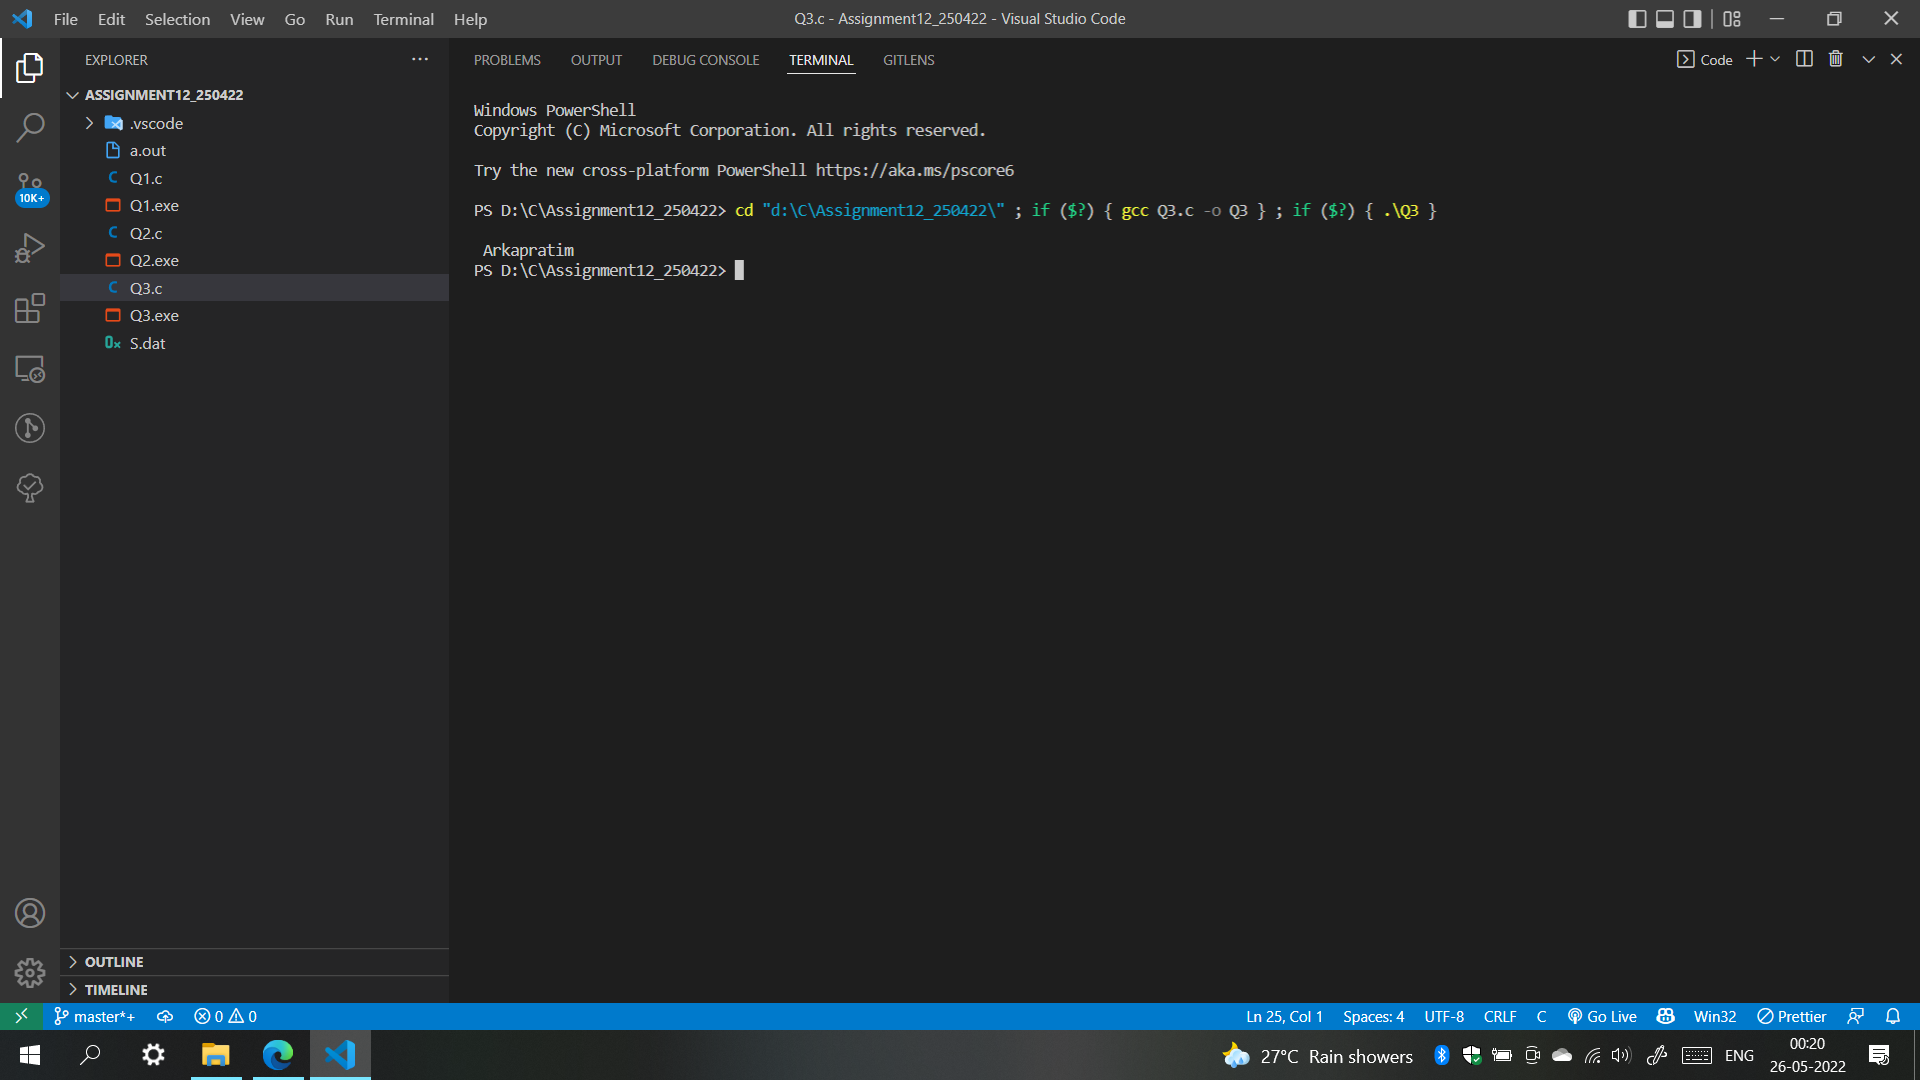 File Edit Selection View Go Run Terminal Help
Q3.c - Assignment12_250422 - Visual Studio Code
EXPLORER
ASSIGNMENT12_250422
.vscode
a.out
C Q1.c
Q1.exe
C Q2.c
Q2.exe
C Q3.c
Q3.exe
S.dat
10K+
OUTLINE
TIMELINE
PROBLEMS OUTPUT DEBUG CONSOLE TERMINAL GITLENS
Code
Windows PowerShell
Copyright (C) Microsoft Corporation. All rights reserved.
Try the new cross-platform PowerShell https://aka.ms/pscore6
PS D:\C\Assignment12_250422> cd "d:\C\Assignment12_250422\" ; if ($?) { gcc Q3.c -o Q3 } ; if ($?) { .\Q3 }
Arkapratim
PS D:\C\Assignment12_250422>
master*+ 0 0
Ln 25, Col 1 Spaces: 4 UTF-8 CRLF C Go Live Win32 Prettier
27°C Rain showers ENG
00:20
26-05-2022